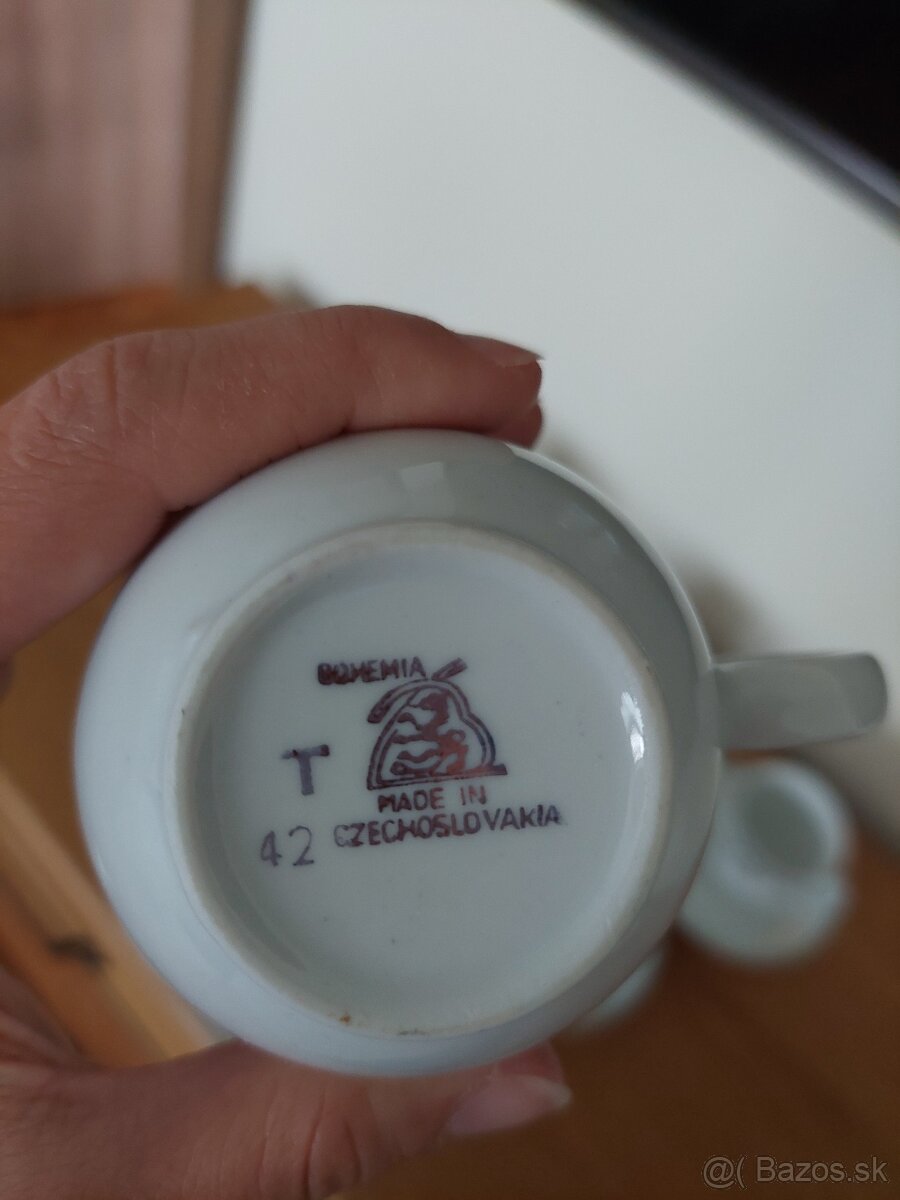 BOHEMIA
T
MADE IN
42 CZECHOSLOVAKIA
@( Bazos.sk